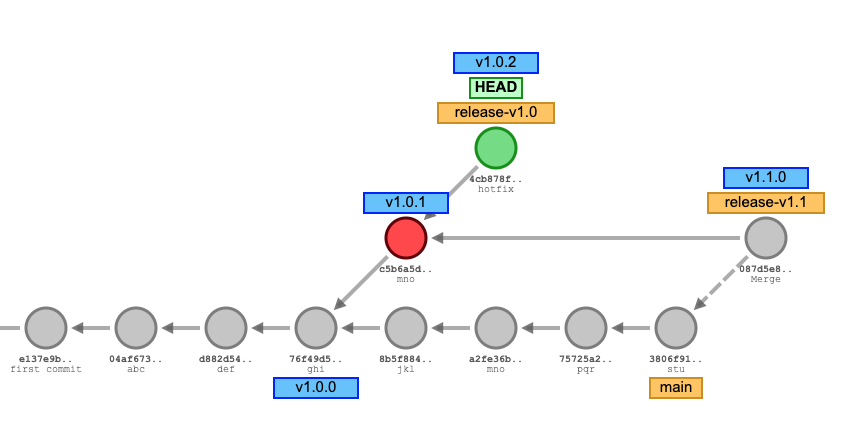 v1.0.2
HEAD
release-v1.0
4cb878f..
hotfix
v1.1.0
release-v1.1
v1.0.1
c5b6a5d..
mno
087d5e8..
Merge
e137e9b..
first commit
04af673..
abc
d882d54..
def
76f49d5..
ghi
v1.0.0
8b5f884..
jkl
a2fe36b..
mno
75725a2..
pqr
3806f91..
stu
main